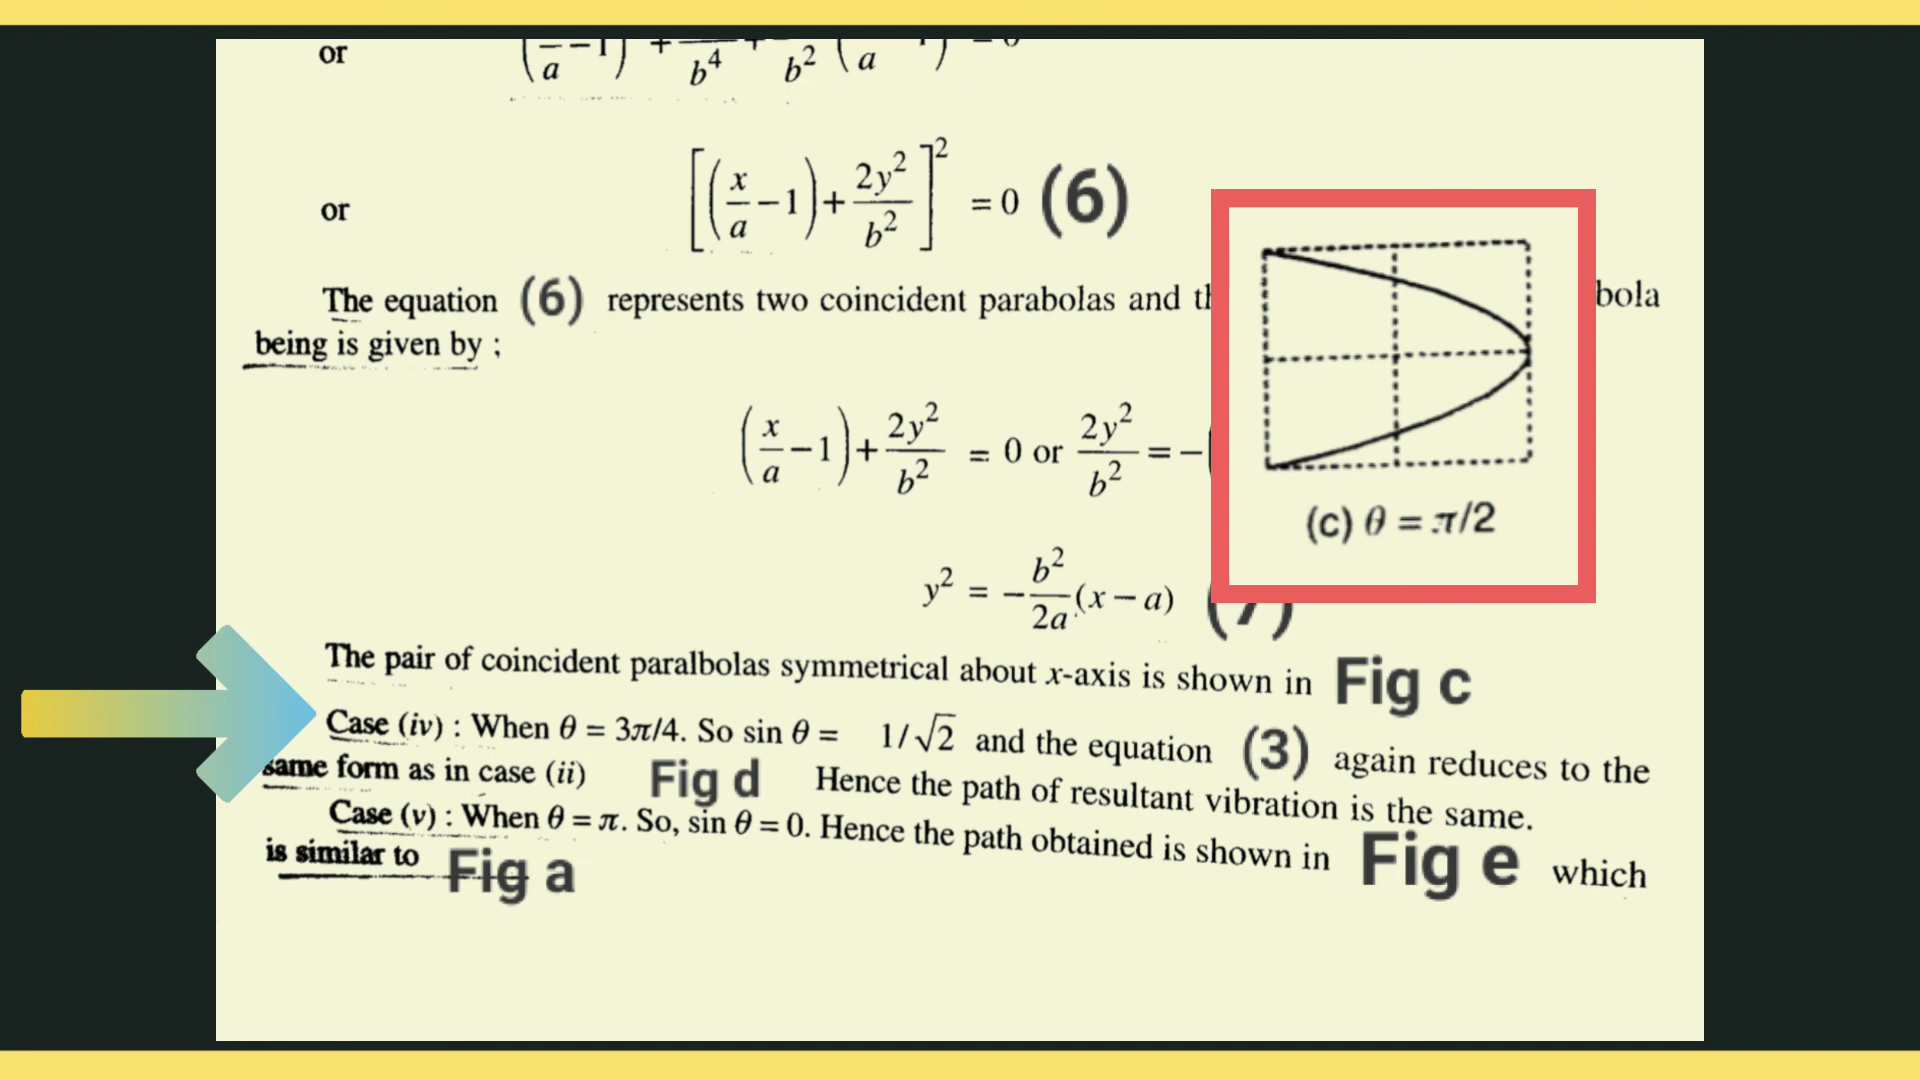 or (x/a − 1) + b⁴ + b² (a
or [(x/a − 1) + 2y²/b²]² = 0 (6)
The equation (6) represents two coincident parabolas and bola
being is given by ;
(x/a − 1) + 2y²/b² = 0 or 2y²/b² = −
y² = − b²/2a (x − a) (7)
(c) θ = π/2
The pair of coincident paralbolas symmetrical about x-axis is shown in Fig c
Case (iv) : When θ = 3π/4. So sin θ = 1/√2 and the equation (3) again reduces to the
same form as in case (ii) Fig d Hence the path of resultant vibration is the same.
Case (v) : When θ = π. So, sin θ = 0. Hence the path obtained is shown in Fig e which
is similar to Fig a